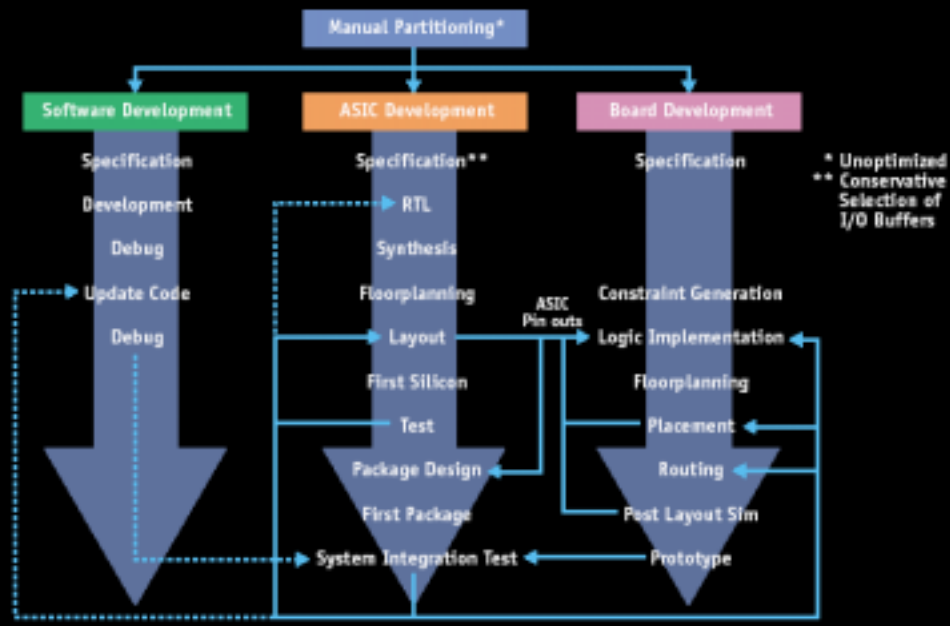 Manual Partitioning*
Software Development
ASIC Development
Board Development
Specification
Development
Debug
Update Code
Debug
Specification**
RTL
Synthesis
Floorplanning
Layout
First Silicon
Test
Package Design
First Package
System Integration Test
ASIC
Pin outs
Specification
Constraint Generation
Logic Implementation
Floorplanning
Placement
Routing
Post Layout Sim
Prototype
* Unoptimized
** Conservative
Selection of
I/O Buffers